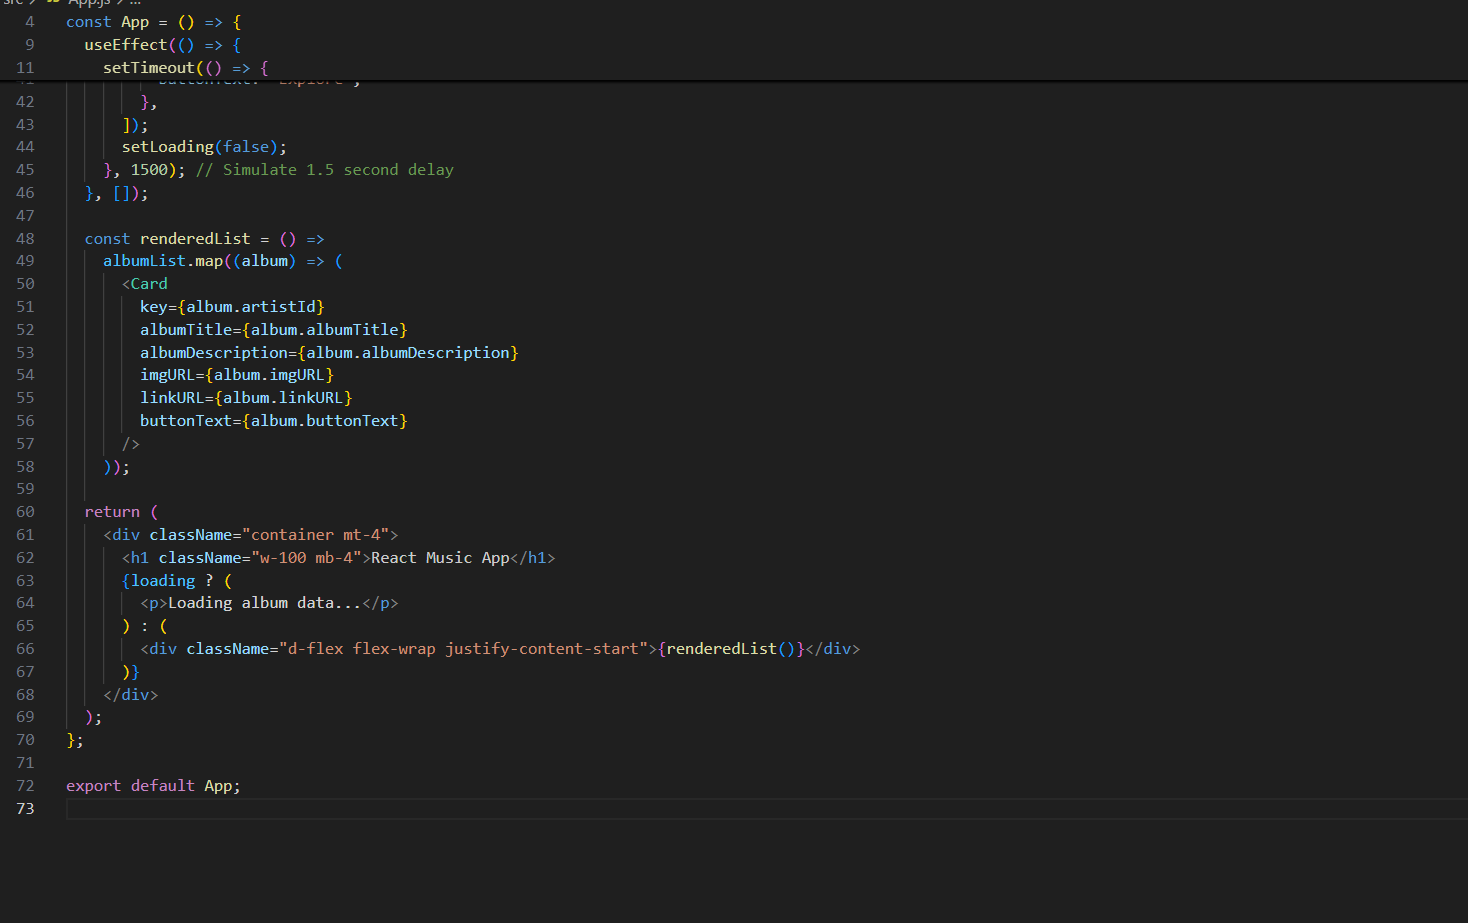 src > JS App.js > ...
4 const App = () => {
9 useEffect(() => {
11 setTimeout(() => {
41 buttonText: "Explore",
42 },
43 ]);
44 setLoading(false);
45 }, 1500); // Simulate 1.5 second delay
46 }, []);
47
48 const renderedList = () =>
49 albumList.map((album) => (
50 <Card
51 key={album.artistId}
52 albumTitle={album.albumTitle}
53 albumDescription={album.albumDescription}
54 imgURL={album.imgURL}
55 linkURL={album.linkURL}
56 buttonText={album.buttonText}
57 />
58 ));
59
60 return (
61 <div className="container mt-4">
62 <h1 className="w-100 mb-4">React Music App</h1>
63 {loading ? (
64 <p>Loading album data...</p>
65 ) : (
66 <div className="d-flex flex-wrap justify-content-start">{renderedList()}</div>
67 )}
68 </div>
69 );
70 };
71
72 export default App;
73